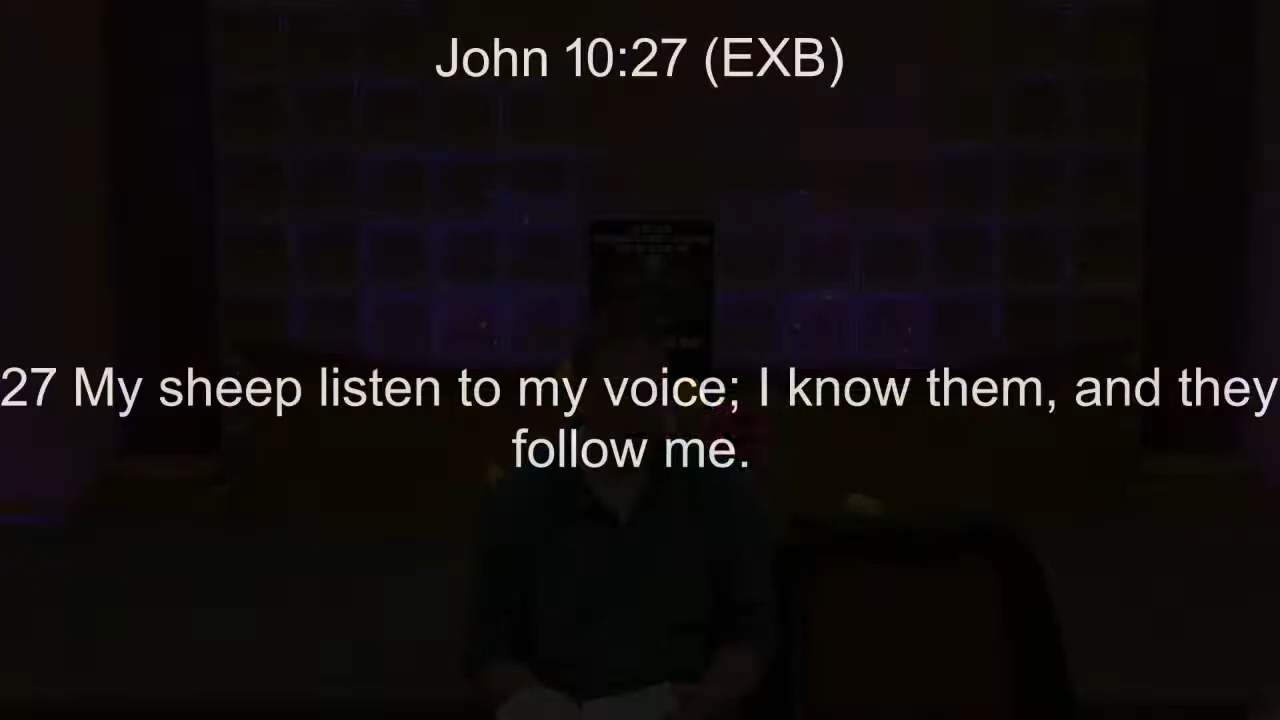 John 10:27 (EXB)
27 My sheep listen to my voice; I know them, and they
follow me.